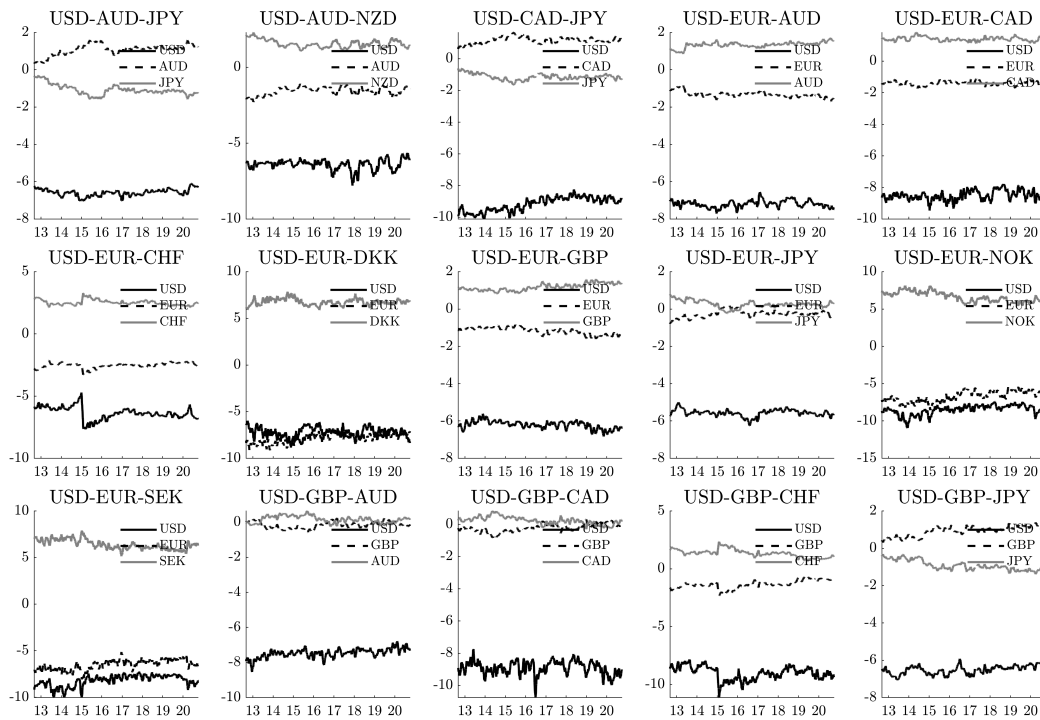 USD-AUD-JPY USD-AUD-NZD USD-CAD-JPY USD-EUR-AUD USD-EUR-CAD
2 0 -2 -4 -6 -8
USD AUD JPY
13 14 15 16 17 18 19 20
0 -5 -10
USD AUD NZD
13 14 15 16 17 18 19 20
0 -2 -4 -6 -8 -10
USD CAD JPY
13 14 15 16 17 18 19 20
2 0 -2 -4 -6 -8
USD EUR AUD
13 14 15 16 17 18 19 20
0 -2 -4 -6 -8 -10
USD EUR CAD
13 14 15 16 17 18 19 20
USD-EUR-CHF USD-EUR-DKK USD-EUR-GBP USD-EUR-JPY USD-EUR-NOK
5 0 -5 -10
USD EUR CHF
13 14 15 16 17 18 19 20
10 5 0 -5 -10
USD EUR DKK
13 14 15 16 17 18 19 20
2 0 -2 -4 -6 -8
USD EUR GBP
13 14 15 16 17 18 19 20
2 0 -2 -4 -6 -8
USD EUR JPY
13 14 15 16 17 18 19 20
10 5 0 -5 -10 -15
USD EUR NOK
13 14 15 16 17 18 19 20
USD-EUR-SEK USD-GBP-AUD USD-GBP-CAD USD-GBP-CHF USD-GBP-JPY
10 5 0 -5 -10
USD EUR SEK
13 14 15 16 17 18 19 20
0 -2 -4 -6 -8 -10
USD GBP AUD
13 14 15 16 17 18 19 20
0 -2 -4 -6 -8 -10
USD GBP CAD
13 14 15 16 17 18 19 20
5 0 -5 -10
USD GBP CHF
13 14 15 16 17 18 19 20
2 0 -2 -4 -6 -8
USD GBP JPY
13 14 15 16 17 18 19 20